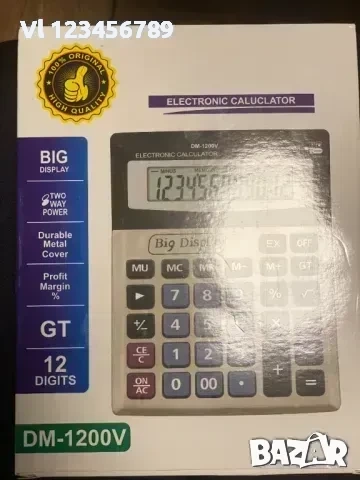 Vl 123456789
100% ORIGINAL
HIGH QUALITY
ELECTRONIC CALUCLATOR
BIG
DISPLAY
TWO
WAY
POWER
Durable
Metal
Cover
Profit
Margin
%
GT
12
DIGITS
DM-1200V
DM-1200V
ELECTRONIC CALCULATOR
Big Display
EX OFF
MU MC M- M+ GT
7 8 % √
+/- 4 5 ×
CE/C 1 2
ON/AC 0 00 . + =
BAZAR